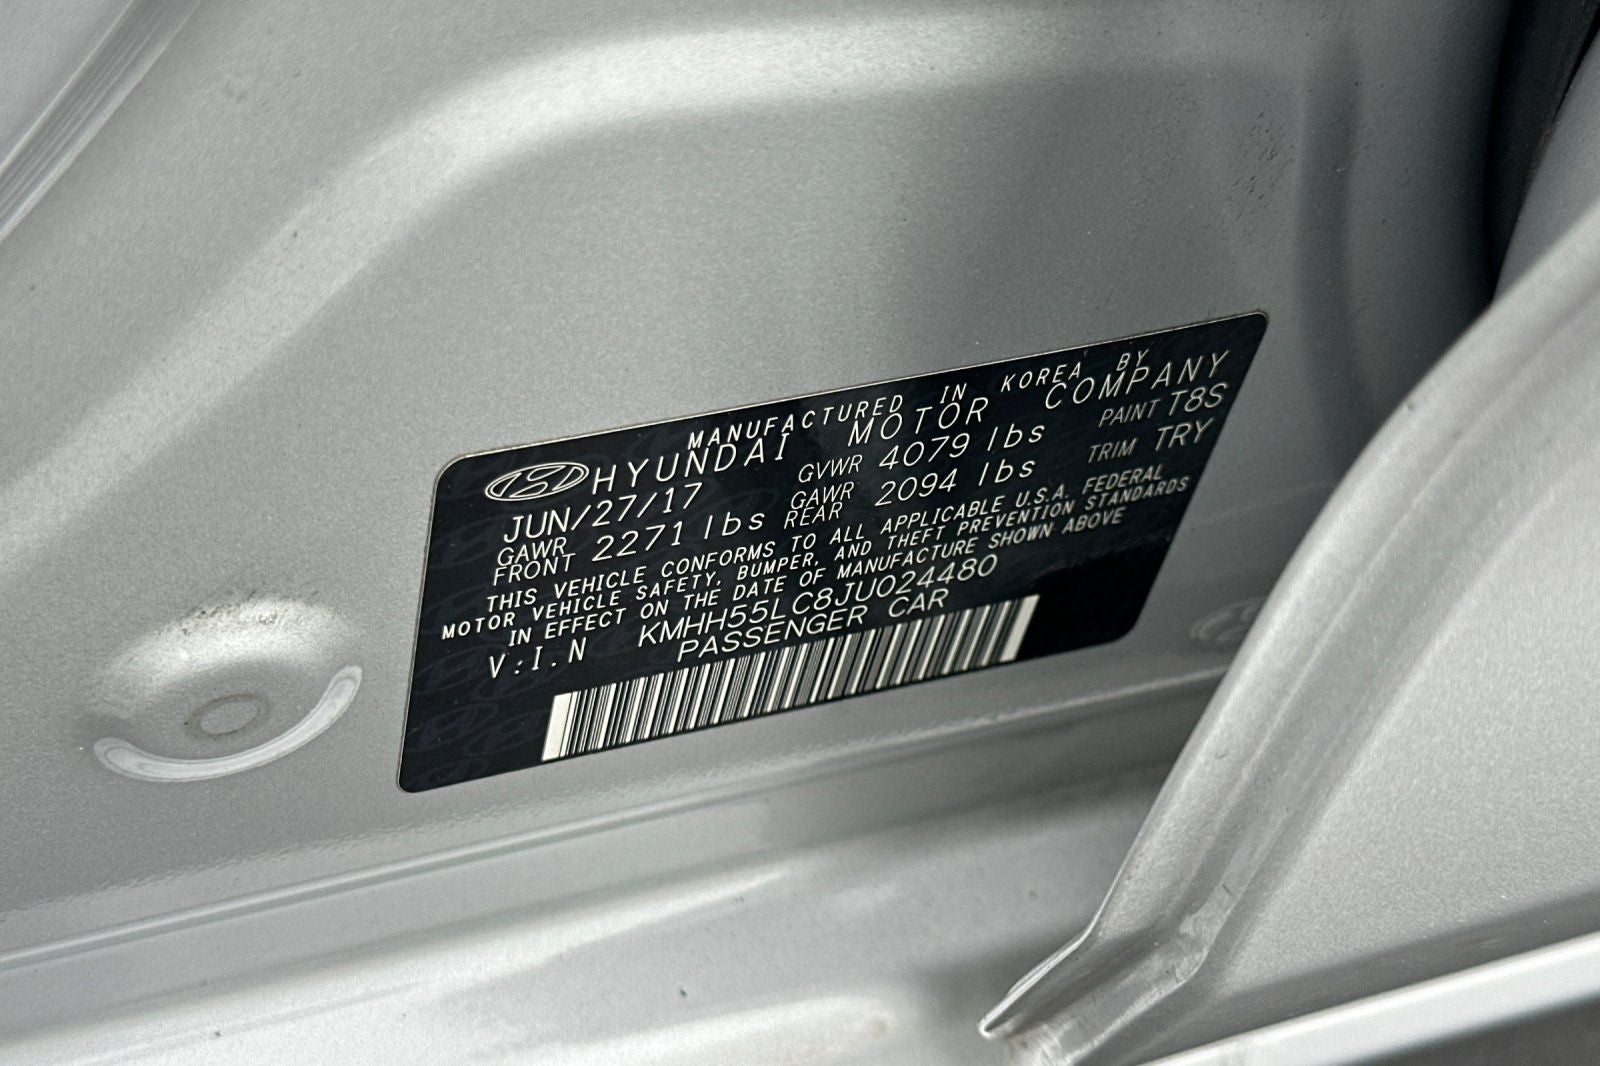 MANUFACTURED IN KOREA BY
HYUNDAI MOTOR COMPANY
JUN/27/17 GVWR 4079 lbs PAINT T8S
GAWR FRONT 2271 lbs GAWR REAR 2094 lbs TRIM TRY
THIS VEHICLE CONFORMS TO ALL APPLICABLE U.S.A. FEDERAL
MOTOR VEHICLE SAFETY, BUMPER, AND THEFT PREVENTION STANDARDS
IN EFFECT ON THE DATE OF MANUFACTURE SHOWN ABOVE
V:I.N KMHH55LC8JU024480
PASSENGER CAR